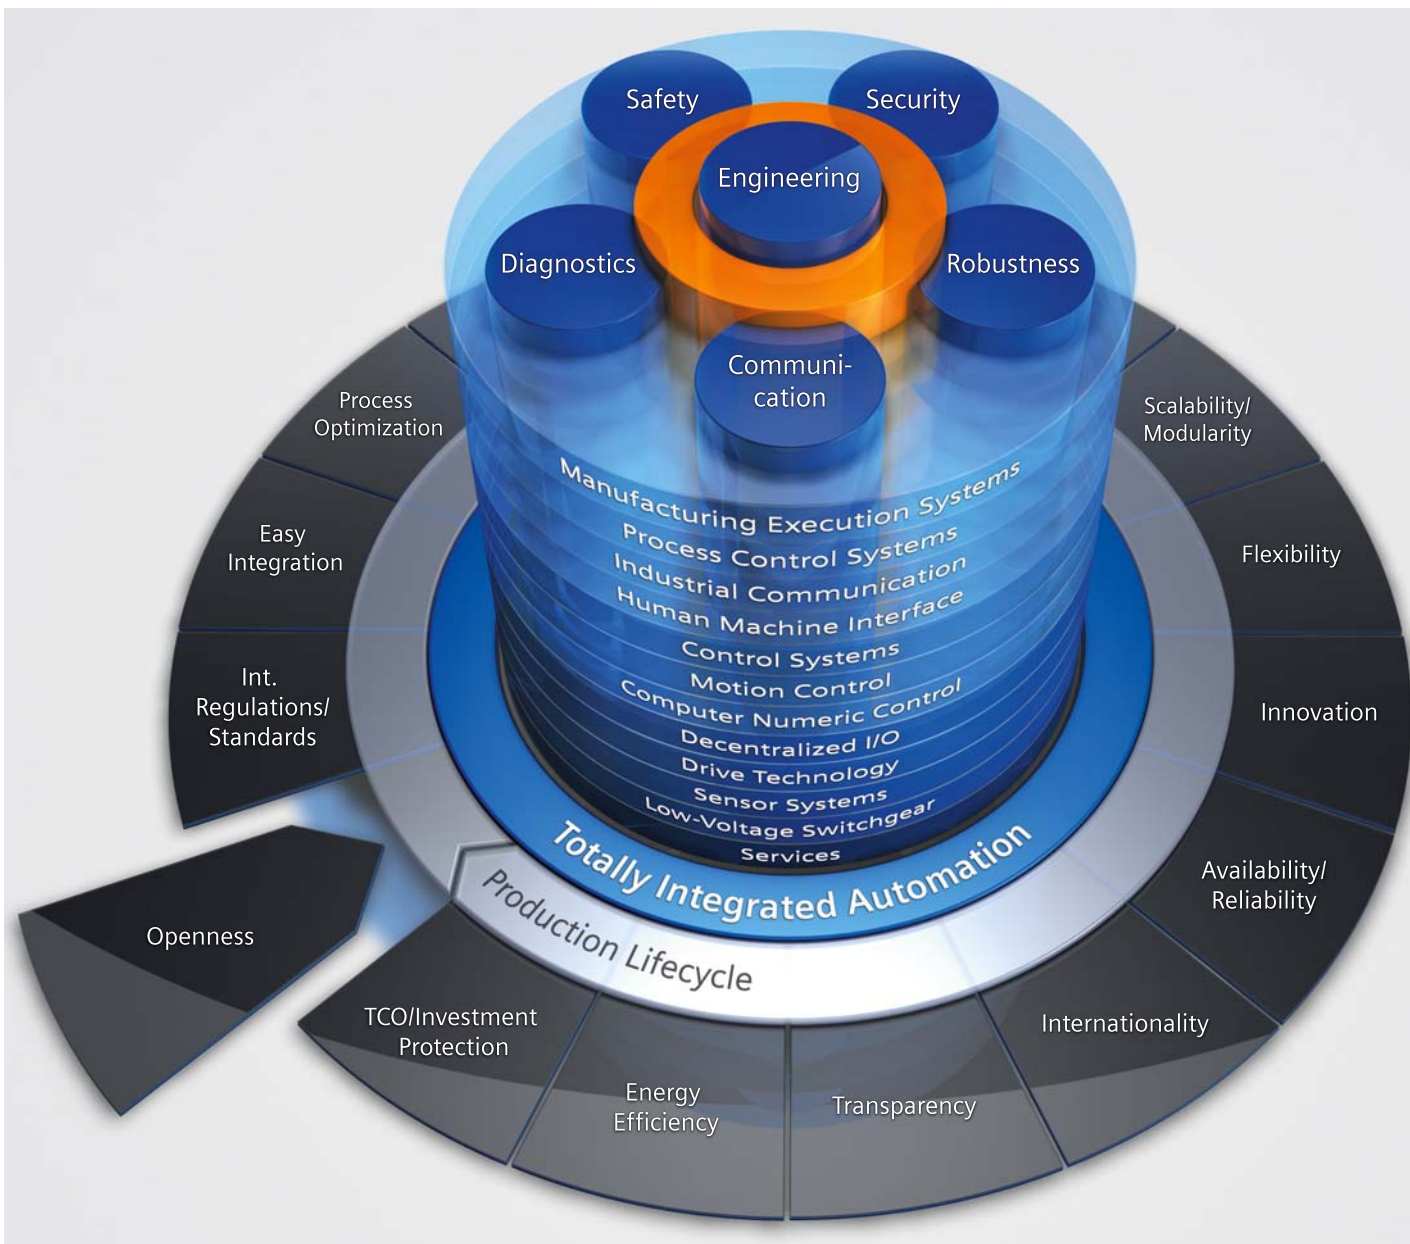 Safety
Security
Engineering
Diagnostics
Robustness
Communi-
cation
Manufacturing Execution Systems
Process Control Systems
Industrial Communication
Human Machine Interface
Control Systems
Motion Control
Computer Numeric Control
Decentralized I/O
Drive Technology
Sensor Systems
Low-Voltage Switchgear
Services
Totally Integrated Automation
Production Lifecycle
Process
Optimization
Easy
Integration
Int.
Regulations/
Standards
Openness
TCO/Investment
Protection
Energy
Efficiency
Transparency
Internationality
Availability/
Reliability
Innovation
Flexibility
Scalability/
Modularity